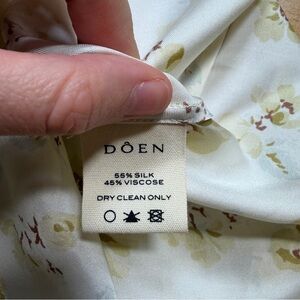 DÔEN
55% SILK
45% VISCOSE
DRY CLEAN ONLY